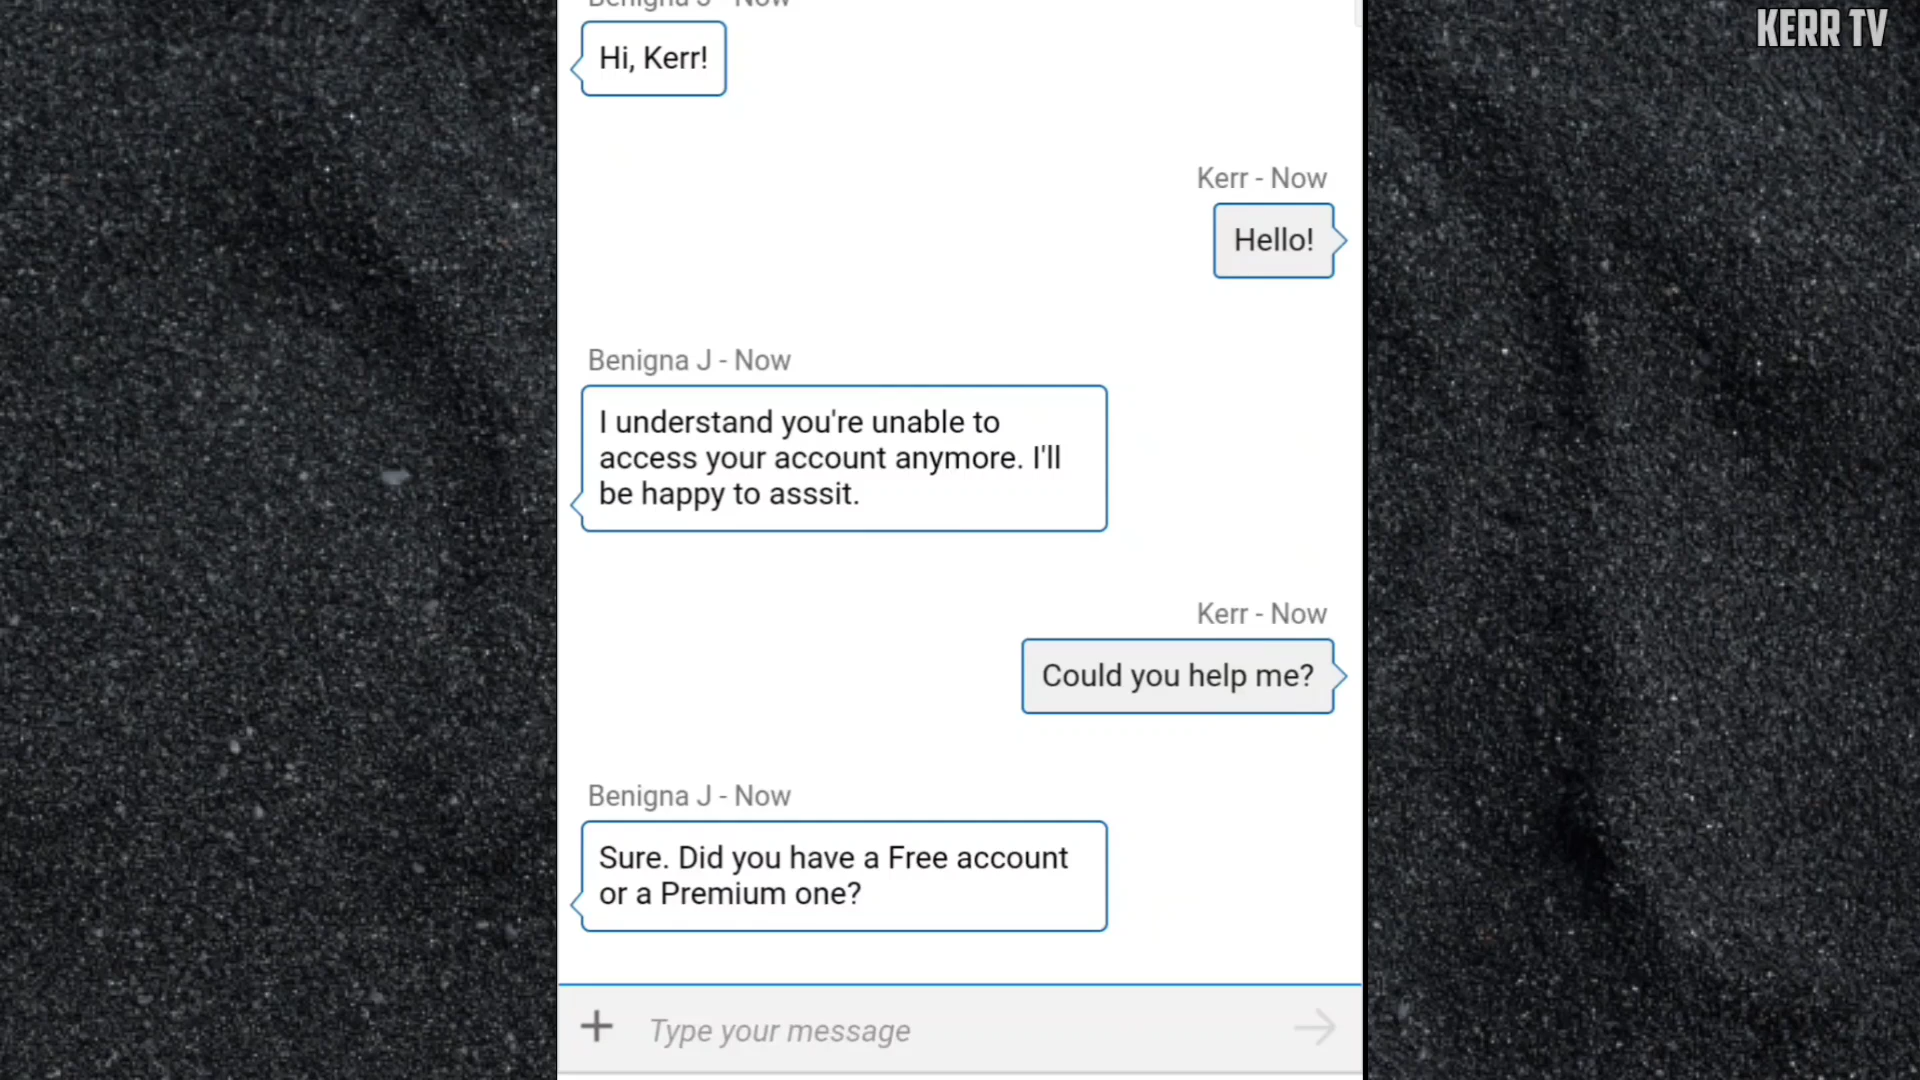 Benigna J - Now
KERR TV
Hi, Kerr!
Kerr - Now
Hello!
Benigna J - Now
I understand you're unable to
access your account anymore. I'll
be happy to asssit.
Kerr - Now
Could you help me?
Benigna J - Now
Sure. Did you have a Free account
or a Premium one?
Type your message